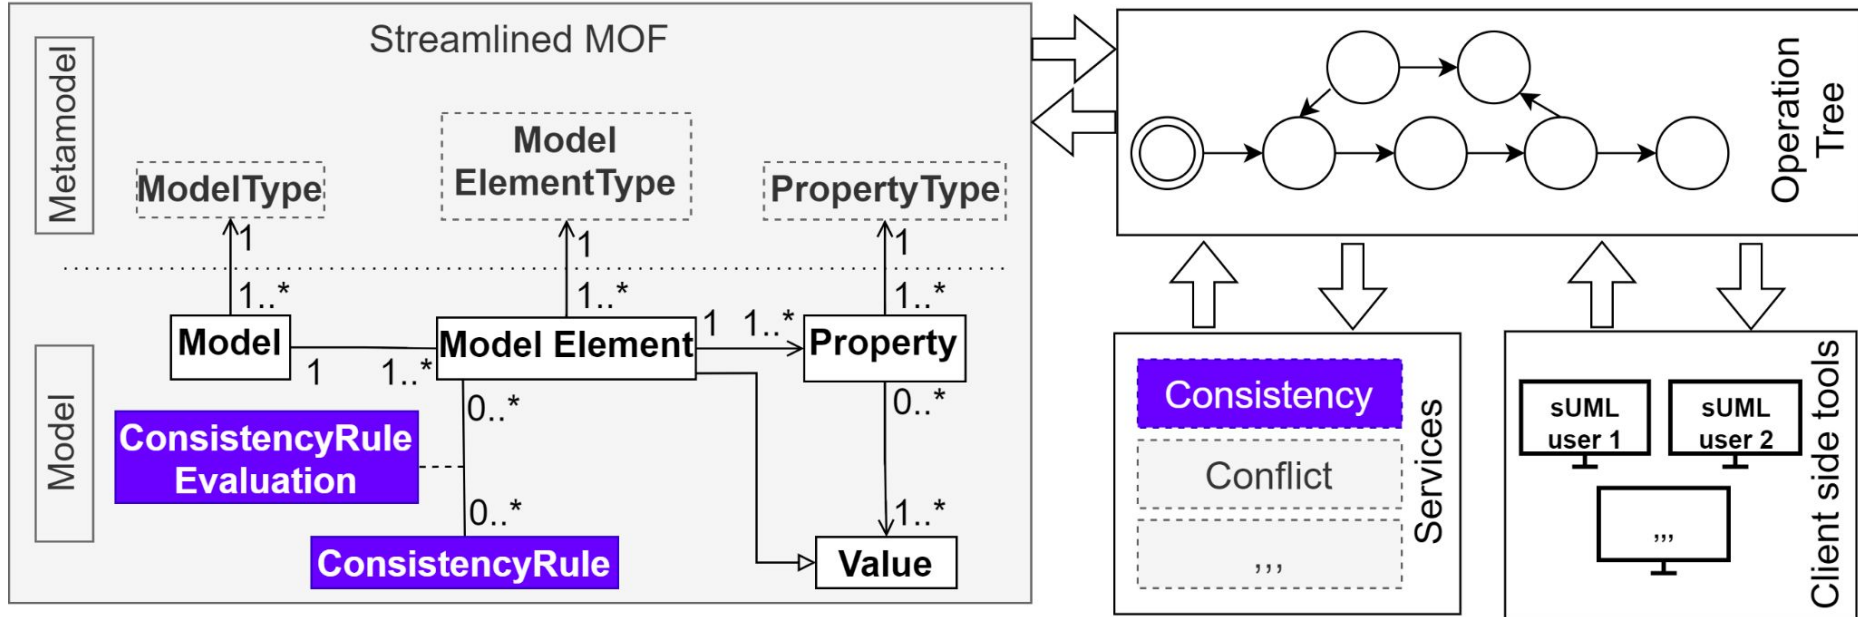 Streamlined MOF
Metamodel
ModelType
Model
ElementType
PropertyType
1
1
1
1..*
1..*
1..*
Model
Model
Model Element
Property
1
1..*
1
1..*
0..*
0..*
ConsistencyRule
Evaluation
0..*
1..*
ConsistencyRule
Value
Operation
Tree
Consistency
Conflict
,,,
Services
sUML
user 1
sUML
user 2
,,,
Client side tools